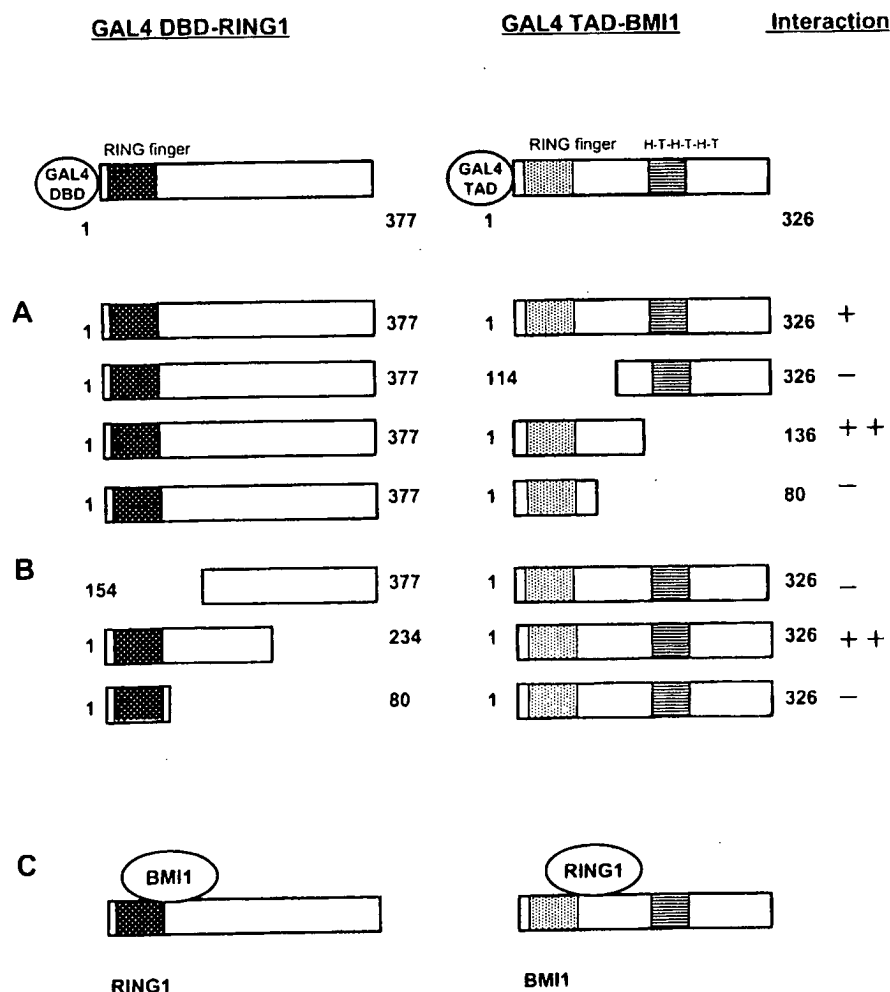 GAL4 DBD-RING1 GAL4 TAD-BMI1 Interaction
RING finger RING finger H-T-H-T-H-T
GAL4 DBD GAL4 TAD
1 377 1 326
A
1 377 1 326 +
1 377 114 326 –
1 377 1 136 + +
1 377 1 80 –
B
154 377 1 326 –
1 234 1 326 + +
1 80 1 326 –
C
BMI1 RING1
RING1 BMI1